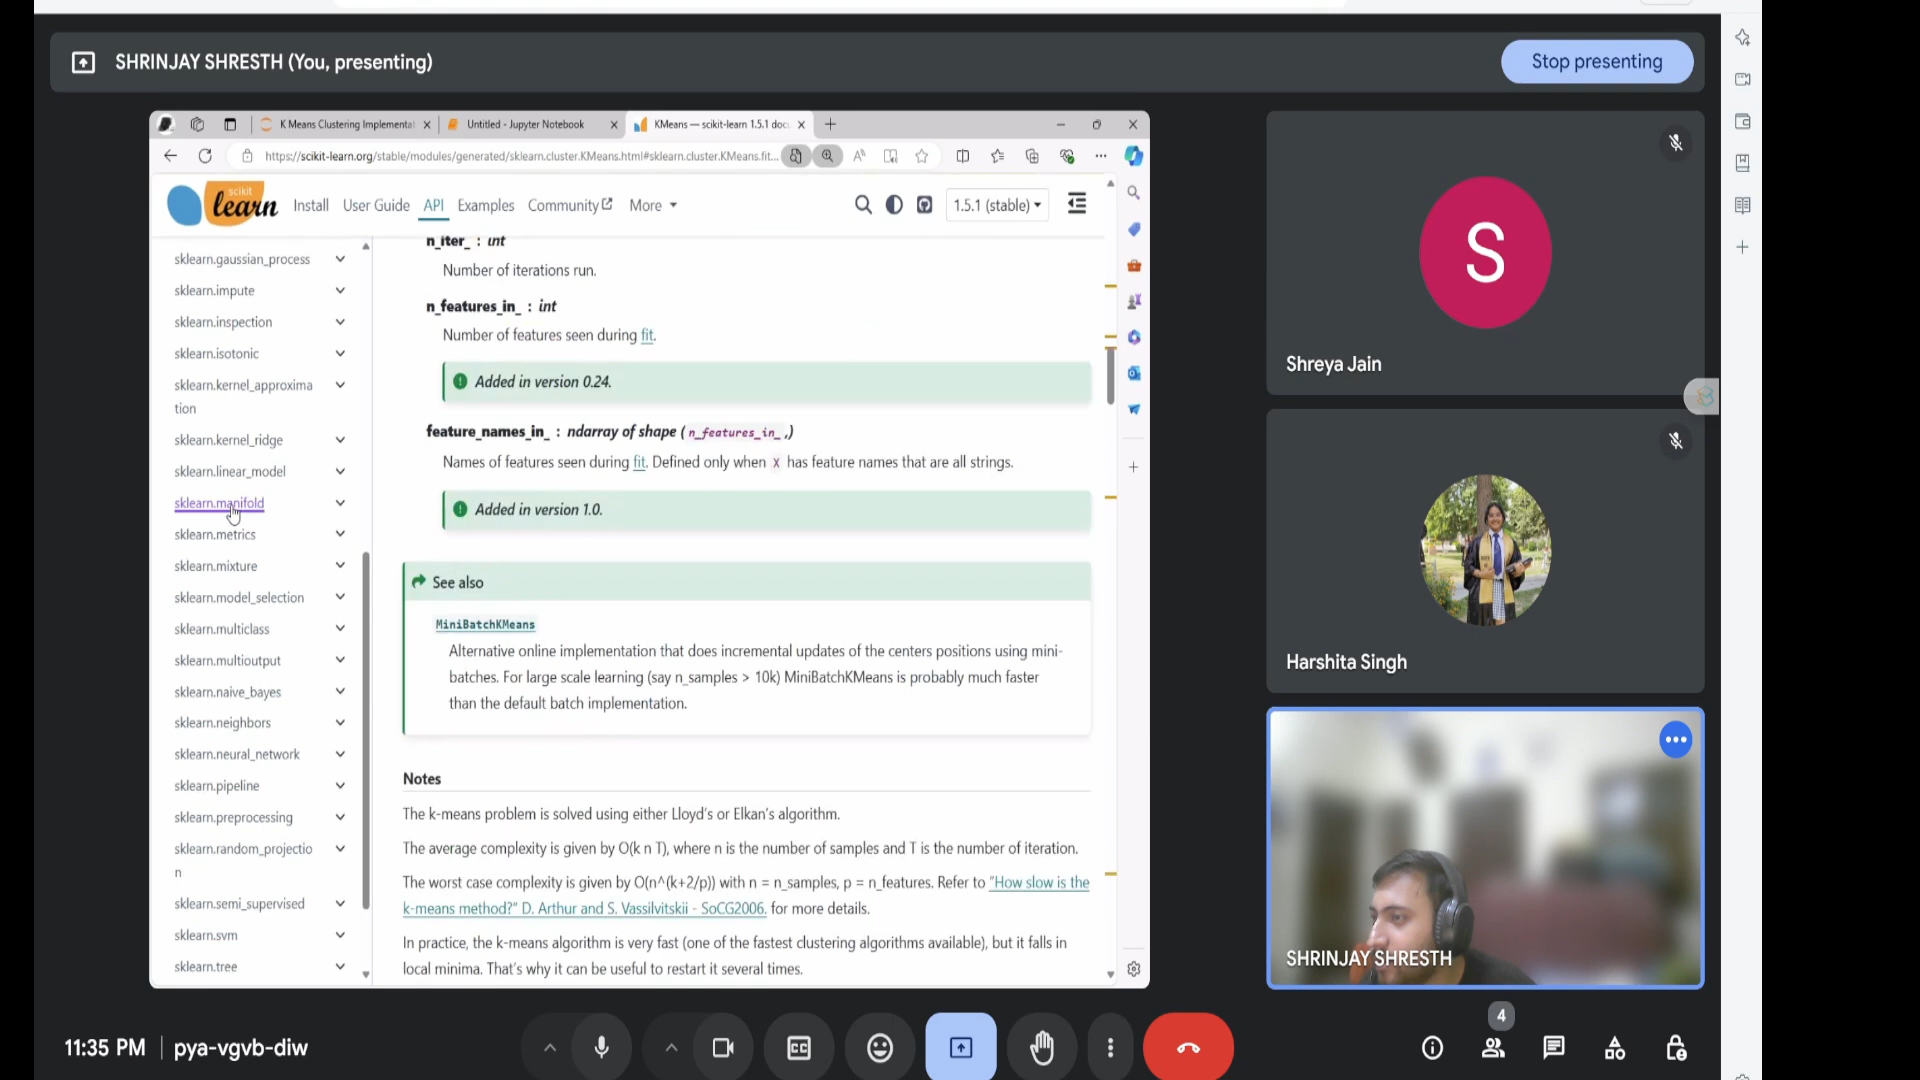 SHRINJAY SHRESTH (You, presenting)
Stop presenting
K Means Clustering Implementat
Untitled - Jupyter Notebook
KMeans — scikit-learn 1.5.1 doc
https://scikit-learn.org/stable/modules/generated/sklearn.cluster.KMeans.html#sklearn.cluster.KMeans.fit...
scikit
learn
Install
User Guide
API
Examples
Community
More
1.5.1 (stable)
sklearn.gaussian_process
sklearn.impute
sklearn.inspection
sklearn.isotonic
sklearn.kernel_approxima
tion
sklearn.kernel_ridge
sklearn.linear_model
sklearn.manifold
sklearn.metrics
sklearn.mixture
sklearn.model_selection
sklearn.multiclass
sklearn.multioutput
sklearn.naive_bayes
sklearn.neighbors
sklearn.neural_network
sklearn.pipeline
sklearn.preprocessing
sklearn.random_projectio
n
sklearn.semi_supervised
sklearn.svm
sklearn.tree
n_iter_ : int
Number of iterations run.
n_features_in_ : int
Number of features seen during fit.
Added in version 0.24.
feature_names_in_ : ndarray of shape (n_features_in_,)
Names of features seen during fit. Defined only when X has feature names that are all strings.
Added in version 1.0.
See also
MiniBatchKMeans
Alternative online implementation that does incremental updates of the centers positions using mini-
batches. For large scale learning (say n_samples > 10k) MiniBatchKMeans is probably much faster
than the default batch implementation.
Notes
The k-means problem is solved using either Lloyd's or Elkan's algorithm.
The average complexity is given by O(k n T), where n is the number of samples and T is the number of iteration.
The worst case complexity is given by O(n^(k+2/p)) with n = n_samples, p = n_features. Refer to "How slow is the
k-means method?" D. Arthur and S. Vassilvitskii - SoCG2006. for more details.
In practice, the k-means algorithm is very fast (one of the fastest clustering algorithms available), but it falls in
local minima. That's why it can be useful to restart it several times.
S
Shreya Jain
Harshita Singh
SHRINJAY SHRESTH
11:35 PM
pya-vgvb-diw
4